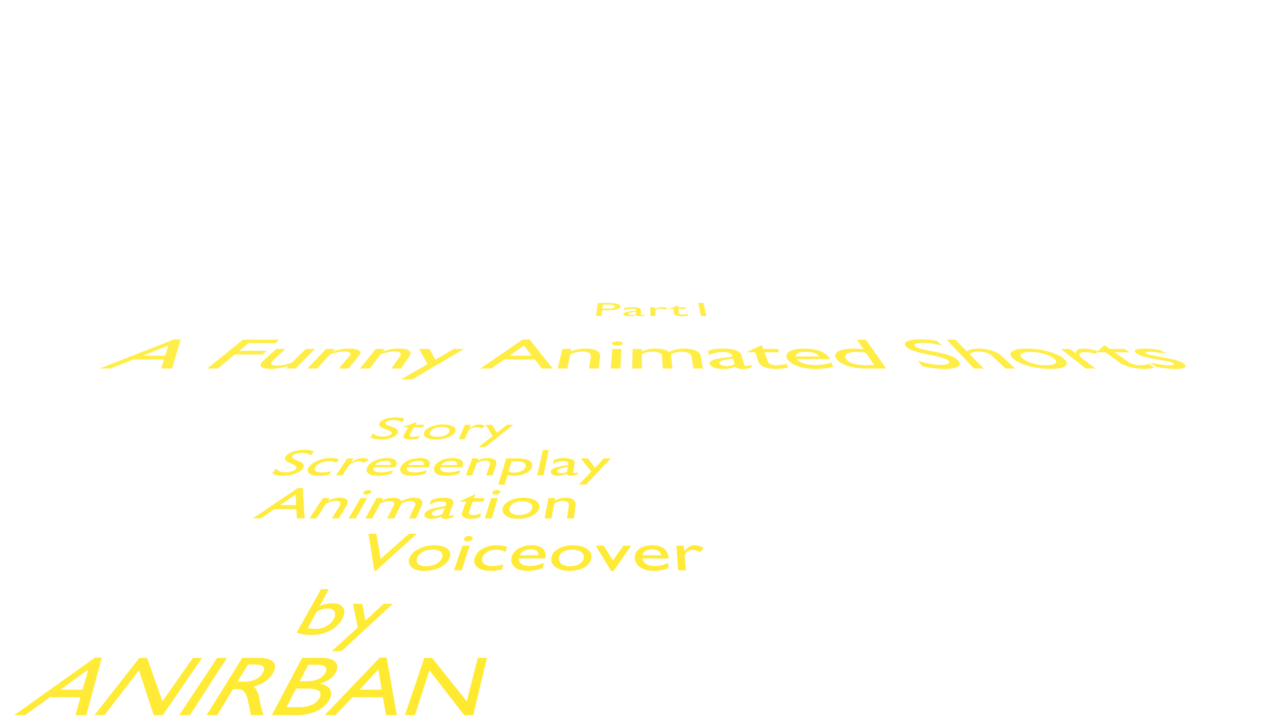 Part I
A Funny Animated Shorts
Story
Screeenplay
Animation
Voiceover
by
ANIRBAN